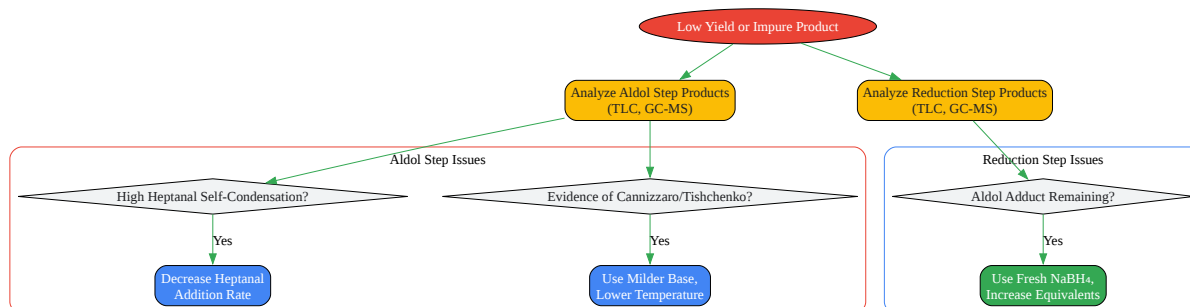 Low Yield or Impure Product
Analyze Aldol Step Products
(TLC, GC-MS)
Analyze Reduction Step Products
(TLC, GC-MS)
Aldol Step Issues
Reduction Step Issues
High Heptanal Self-Condensation?
Evidence of Cannizzaro/Tishchenko?
Aldol Adduct Remaining?
Yes
Yes
Yes
Decrease Heptanal
Addition Rate
Use Milder Base,
Lower Temperature
Use Fresh NaBH₄,
Increase Equivalents